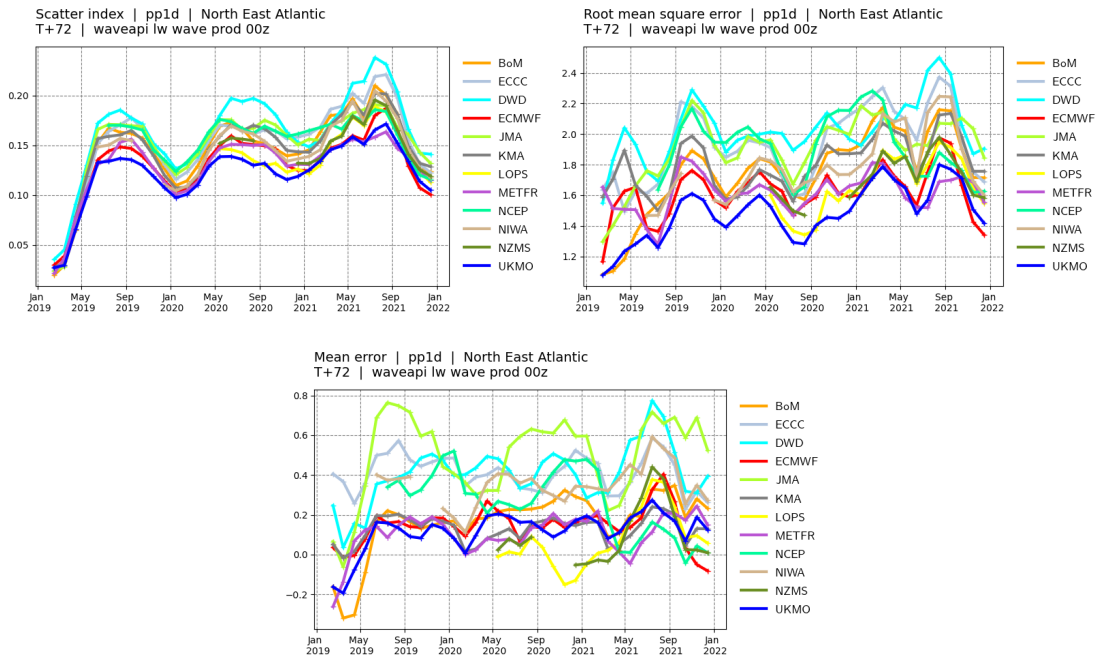 Scatter index | pp1d | North East Atlantic
T+72 | waveapi lw wave prod 00z
0.20
0.15
0.10
0.05
Jan 2019
May 2019
Sep 2019
Jan 2020
May 2020
Sep 2020
Jan 2021
May 2021
Sep 2021
Jan 2022
BoM
ECCC
DWD
ECMWF
JMA
KMA
LOPS
METFR
NCEP
NIWA
NZMS
UKMO
Root mean square error | pp1d | North East Atlantic
T+72 | waveapi lw wave prod 00z
2.4
2.2
2.0
1.8
1.6
1.4
1.2
Jan 2019
May 2019
Sep 2019
Jan 2020
May 2020
Sep 2020
Jan 2021
May 2021
Sep 2021
Jan 2022
BoM
ECCC
DWD
ECMWF
JMA
KMA
LOPS
METFR
NCEP
NIWA
NZMS
UKMO
Mean error | pp1d | North East Atlantic
T+72 | waveapi lw wave prod 00z
0.8
0.6
0.4
0.2
0.0
−0.2
Jan 2019
May 2019
Sep 2019
Jan 2020
May 2020
Sep 2020
Jan 2021
May 2021
Sep 2021
Jan 2022
BoM
ECCC
DWD
ECMWF
JMA
KMA
LOPS
METFR
NCEP
NIWA
NZMS
UKMO